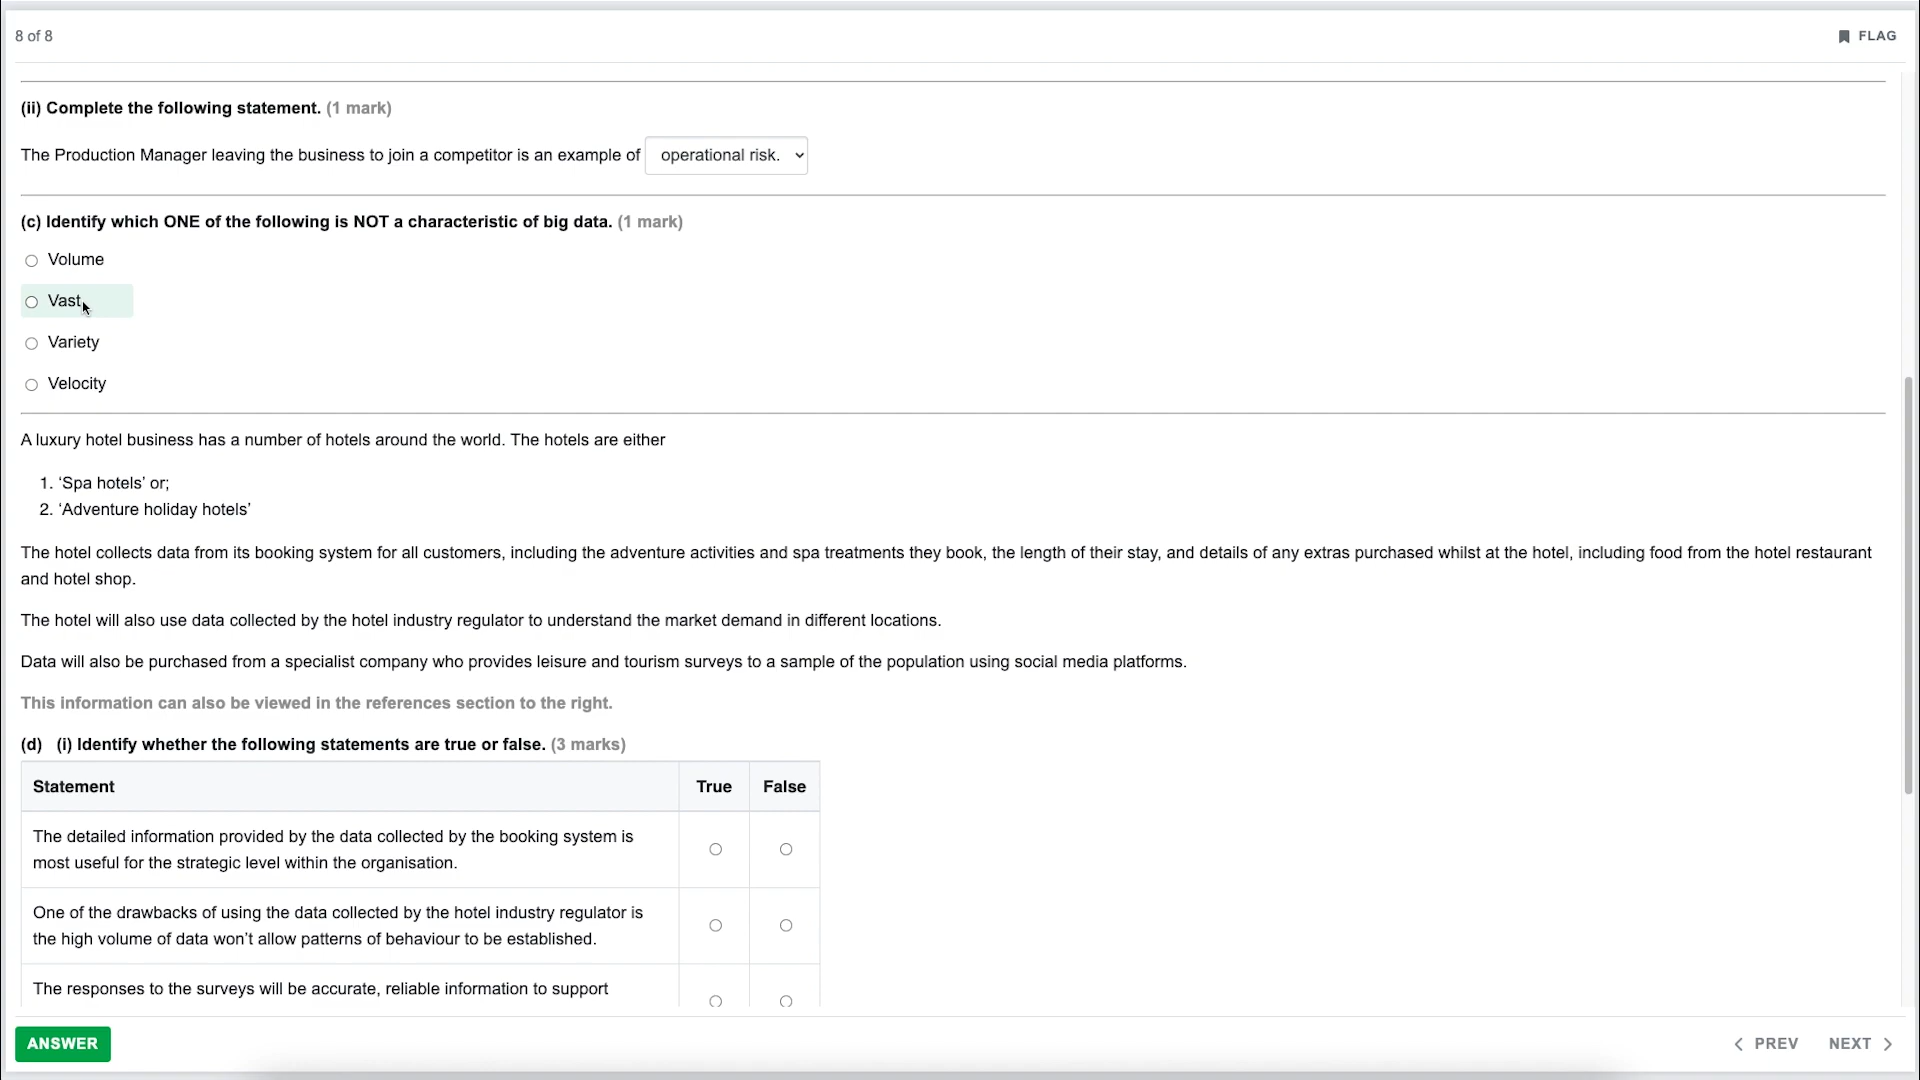 8 of 8
FLAG
(ii) Complete the following statement. (1 mark)
The Production Manager leaving the business to join a competitor is an example of operational risk.
(c) Identify which ONE of the following is NOT a characteristic of big data. (1 mark)
Volume
Vast
Variety
Velocity
A luxury hotel business has a number of hotels around the world. The hotels are either
1. ‘Spa hotels’ or;
2. ‘Adventure holiday hotels’
The hotel collects data from its booking system for all customers, including the adventure activities and spa treatments they book, the length of their stay, and details of any extras purchased whilst at the hotel, including food from the hotel restaurant
and hotel shop.
The hotel will also use data collected by the hotel industry regulator to understand the market demand in different locations.
Data will also be purchased from a specialist company who provides leisure and tourism surveys to a sample of the population using social media platforms.
This information can also be viewed in the references section to the right.
(d) (i) Identify whether the following statements are true or false. (3 marks)
Statement True False
The detailed information provided by the data collected by the booking system is
most useful for the strategic level within the organisation.
One of the drawbacks of using the data collected by the hotel industry regulator is
the high volume of data won’t allow patterns of behaviour to be established.
The responses to the surveys will be accurate, reliable information to support
ANSWER
PREV NEXT